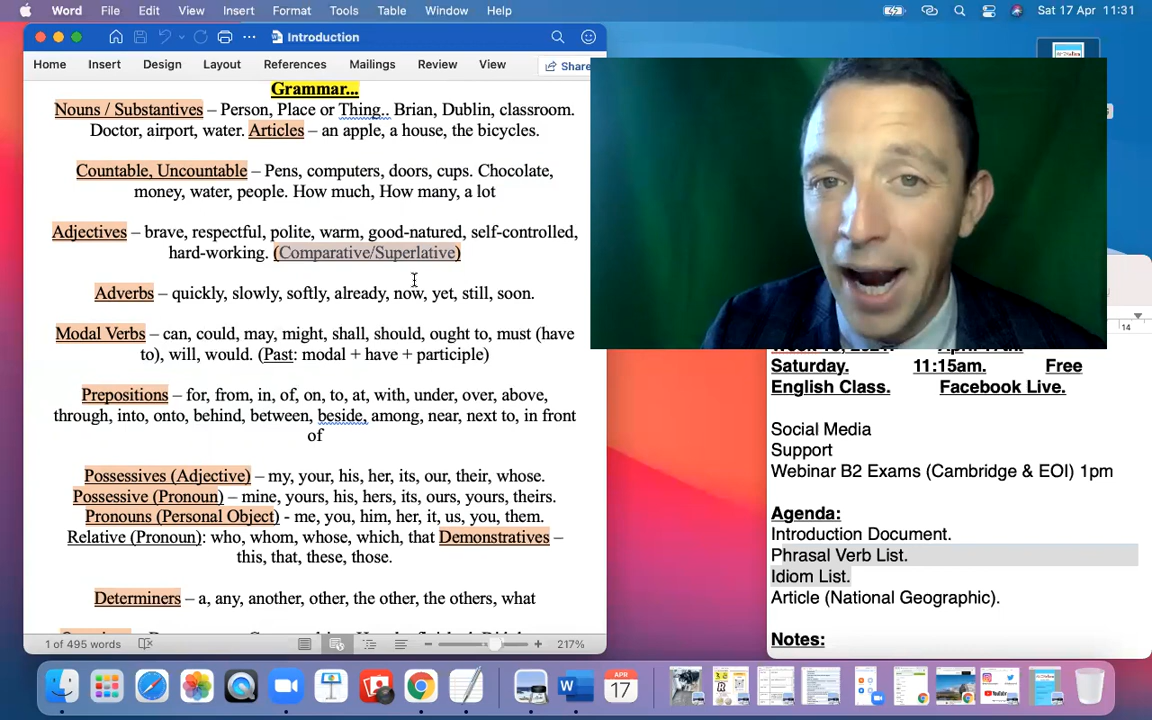 Word File Edit View Insert Format Tools Table Window Help Sat 17 Apr 11:31
Introduction
Home Insert Design Layout References Mailings Review View Share
Grammar...
Nouns / Substantives – Person, Place or Thing.. Brian, Dublin, classroom.
Doctor, airport, water. Articles – an apple, a house, the bicycles.
Countable, Uncountable – Pens, computers, doors, cups. Chocolate,
money, water, people. How much, How many, a lot
Adjectives – brave, respectful, polite, warm, good-natured, self-controlled,
hard-working. (Comparative/Superlative)
Adverbs – quickly, slowly, softly, already, now, yet, still, soon.
Modal Verbs – can, could, may, might, shall, should, ought to, must (have
to), will, would. (Past: modal + have + participle)
Prepositions – for, from, in, of, on, to, at, with, under, over, above,
through, into, onto, behind, between, beside, among, near, next to, in front
of
Possessives (Adjective) – my, your, his, her, its, our, their, whose.
Possessive (Pronoun) – mine, yours, his, hers, its, ours, yours, theirs.
Pronouns (Personal Object) - me, you, him, her, it, us, you, them.
Relative (Pronoun): who, whom, whose, which, that Demonstratives –
this, that, these, those.
Determiners – a, any, another, other, the other, the others, what
1 of 495 words
217%
14
Saturday. 11:15am. Free
English Class. Facebook Live.
Social Media
Support
Webinar B2 Exams (Cambridge & EOI) 1pm
Agenda:
Introduction Document.
Phrasal Verb List.
Idiom List.
Article (National Geographic).
Notes:
APR
17